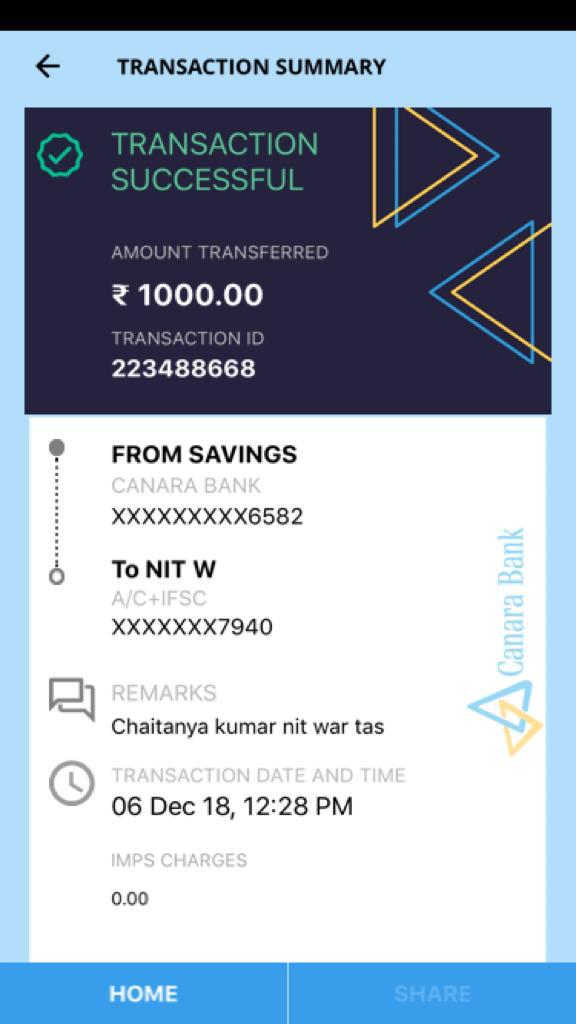 TRANSACTION SUMMARY
TRANSACTION
SUCCESSFUL
AMOUNT TRANSFERRED
₹ 1000.00
TRANSACTION ID
223488668
FROM SAVINGS
CANARA BANK
XXXXXXXXX6582
To NIT W
A/C+IFSC
XXXXXXX7940
Canara Bank
REMARKS
Chaitanya kumar nit war tas
TRANSACTION DATE AND TIME
06 Dec 18, 12:28 PM
IMPS CHARGES
0.00
HOME
SHARE